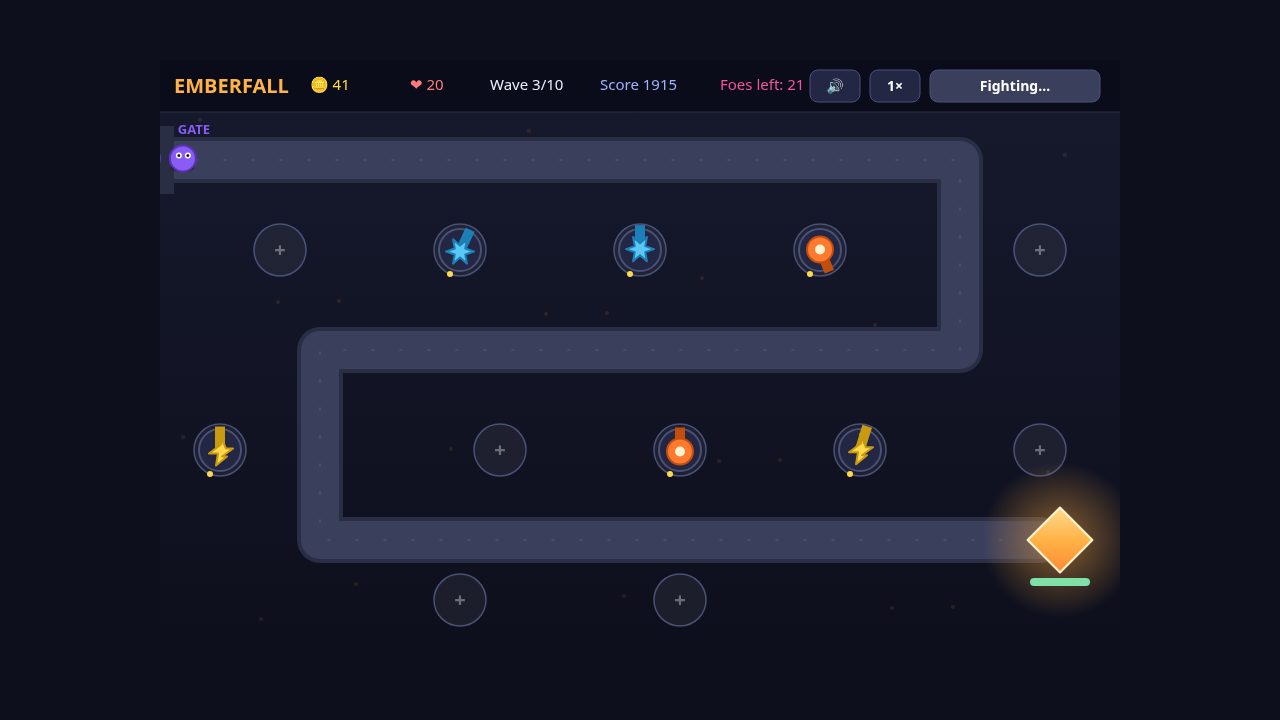 EMBERFALL 🪙 41 ❤ 20 Wave 3/10 Score 1915 Foes left: 21 🔊 1× Fighting...
GATE
+ +
+ +
+ +